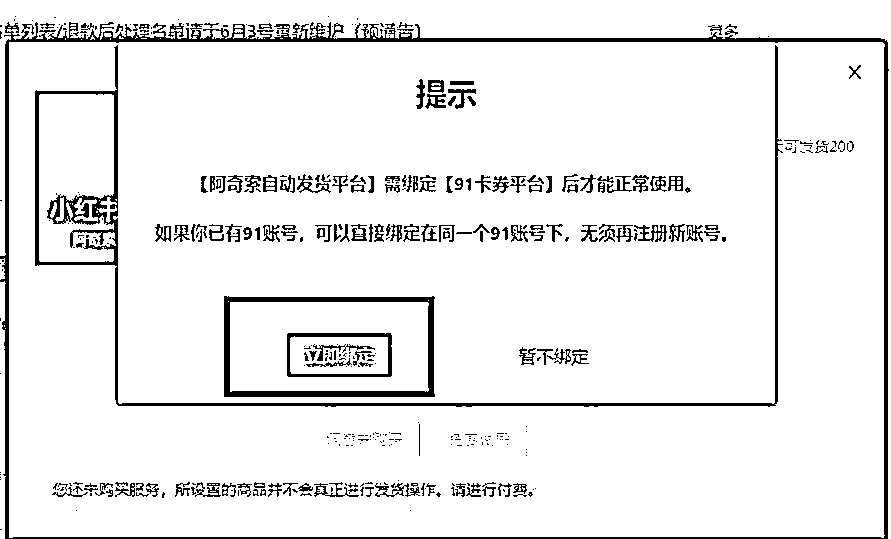 单列表/退款后处理名单请于6月3号重新维护（预通告）
更多
提示
天可发货200
【阿奇索自动发货平台】需绑定【91卡券平台】后才能正常使用。
小红书
阿奇索
如果你已有91账号，可以直接绑定在同一个91账号下，无须再注册新账号。
立即绑定
暂不绑定
您还未购买服务，所设置的商品并不会真正进行发货操作。请进行付费。